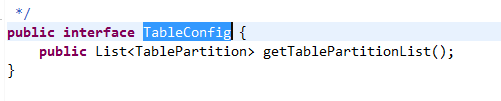 */
public interface TableConfig {
public List<TablePartition> getTablePartitionList();
}